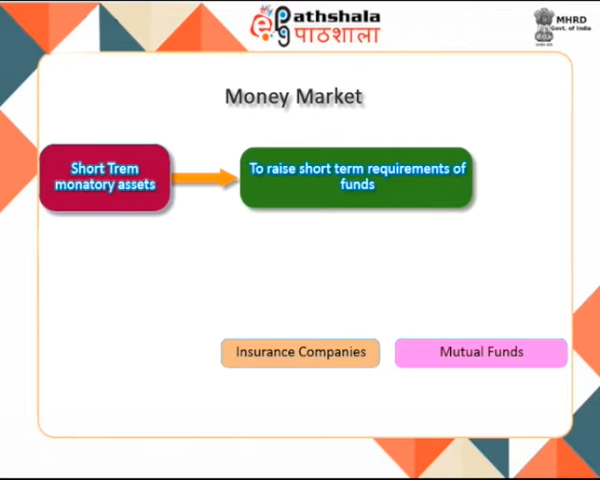 ePathshala
पाठशाला
MHRD
Govt. of India
Money Market
Short Trem
monatory assets
To raise short term requirements of
funds
Insurance Companies
Mutual Funds